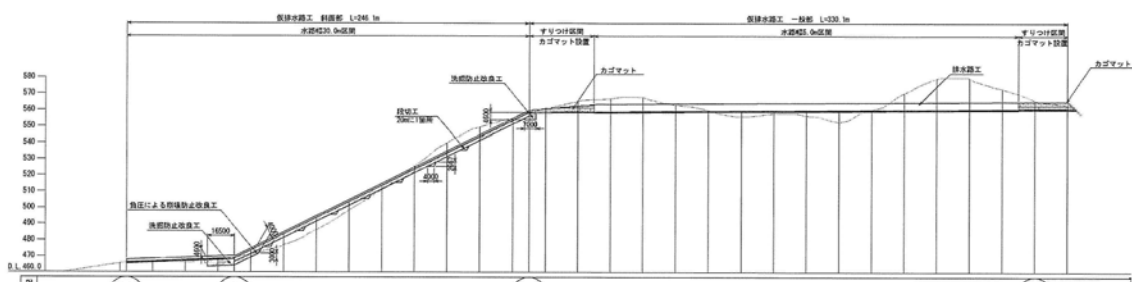 仮排水路工 斜面部 L=246.1m
仮排水路工 一般部 L=330.1m
水路幅30.0m区間
すりつけ区間
カゴマット設置
水路幅5.0m区間
すりつけ区間
カゴマット設置
洗掘防止改良工
カゴマット
排水路工
カゴマット
段切工
20mに1箇所
4600
7000
4000
580
570
560
550
540
530
520
510
500
490
480
470
D.L.460.0
負圧による崩壊防止改良工
洗掘防止改良工
16500
4600